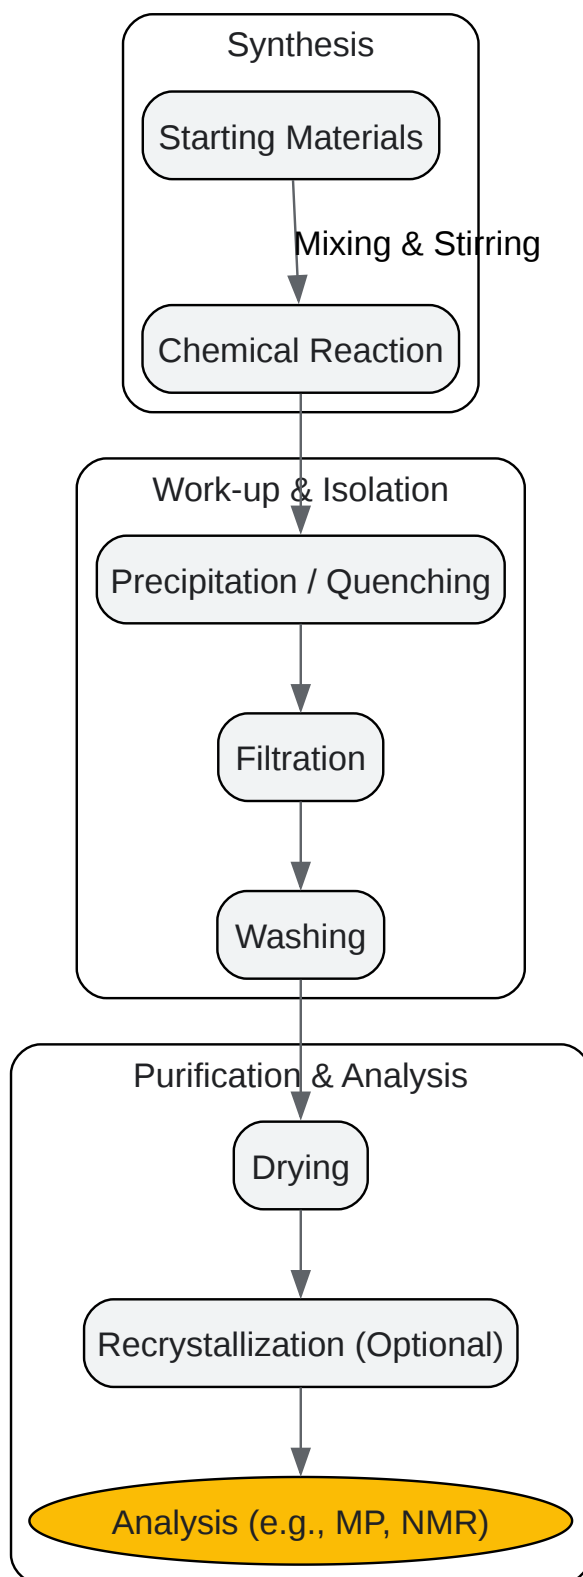 Synthesis
Starting Materials
Mixing & Stirring
Chemical Reaction
Work-up & Isolation
Precipitation / Quenching
Filtration
Washing
Purification & Analysis
Drying
Recrystallization (Optional)
Analysis (e.g., MP, NMR)